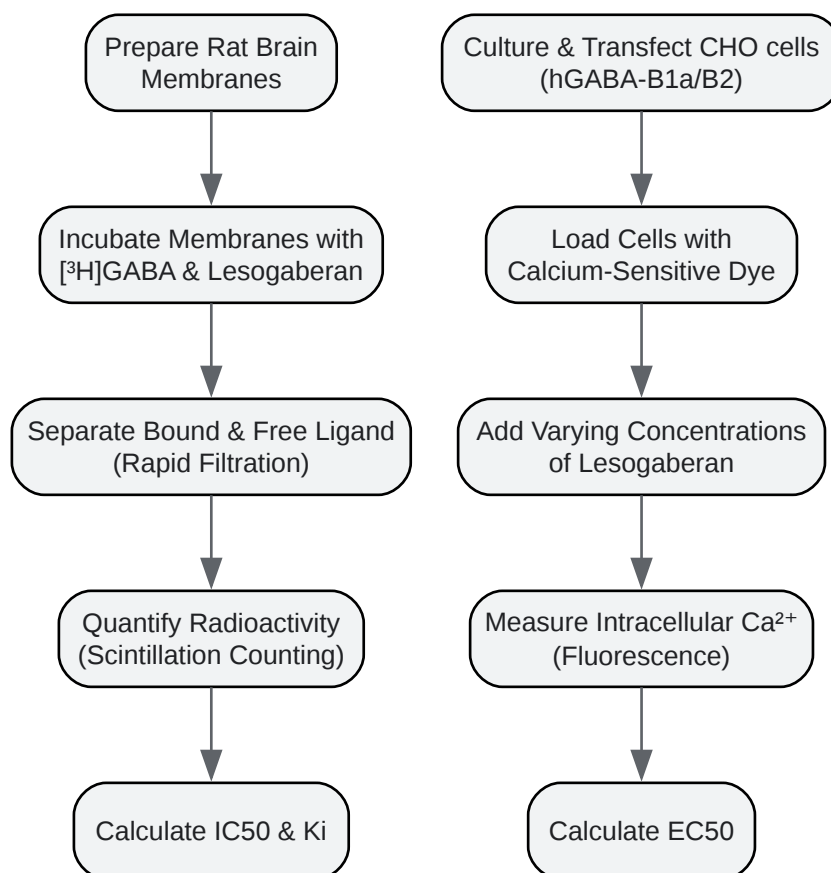 Prepare Rat Brain
Membranes
Incubate Membranes with
[³H]GABA & Lesogaberan
Separate Bound & Free Ligand
(Rapid Filtration)
Quantify Radioactivity
(Scintillation Counting)
Calculate IC50 & Ki
Culture & Transfect CHO cells
(hGABA-B1a/B2)
Load Cells with
Calcium-Sensitive Dye
Add Varying Concentrations
of Lesogaberan
Measure Intracellular Ca²⁺
(Fluorescence)
Calculate EC50